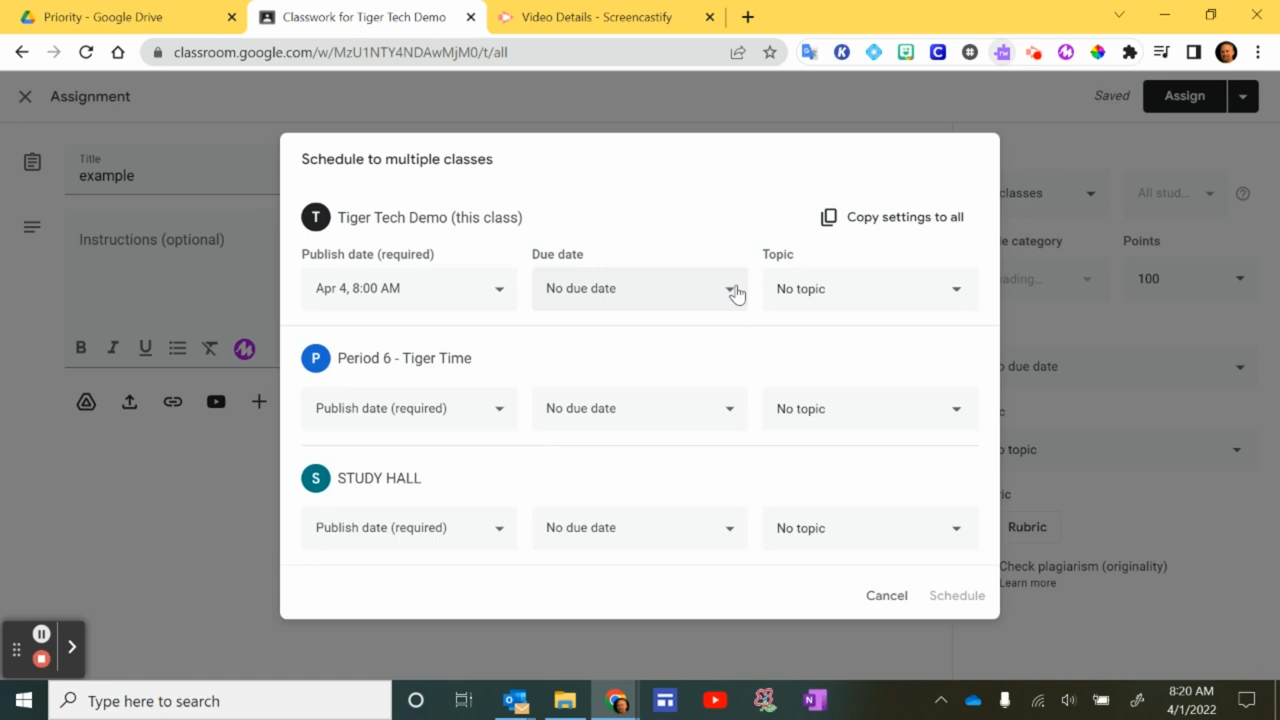 Priority - Google Drive
Classwork for Tiger Tech Demo
Video Details - Screencastify
classroom.google.com/w/MzU1NTY4NDAwMjM0/t/all
Assignment
Saved
Assign
Title
example
Instructions (optional)
Schedule to multiple classes
T Tiger Tech Demo (this class)
Copy settings to all
Publish date (required)
Due date
Topic
Apr 4, 8:00 AM
No due date
No topic
P Period 6 - Tiger Time
Publish date (required)
No due date
No topic
S STUDY HALL
Publish date (required)
No due date
No topic
Cancel
Schedule
classes
All stud...
e category
Points
ading...
100
o due date
c
o topic
ic
Rubric
Check plagiarism (originality)
Learn more
B I U
Type here to search
8:20 AM
4/1/2022